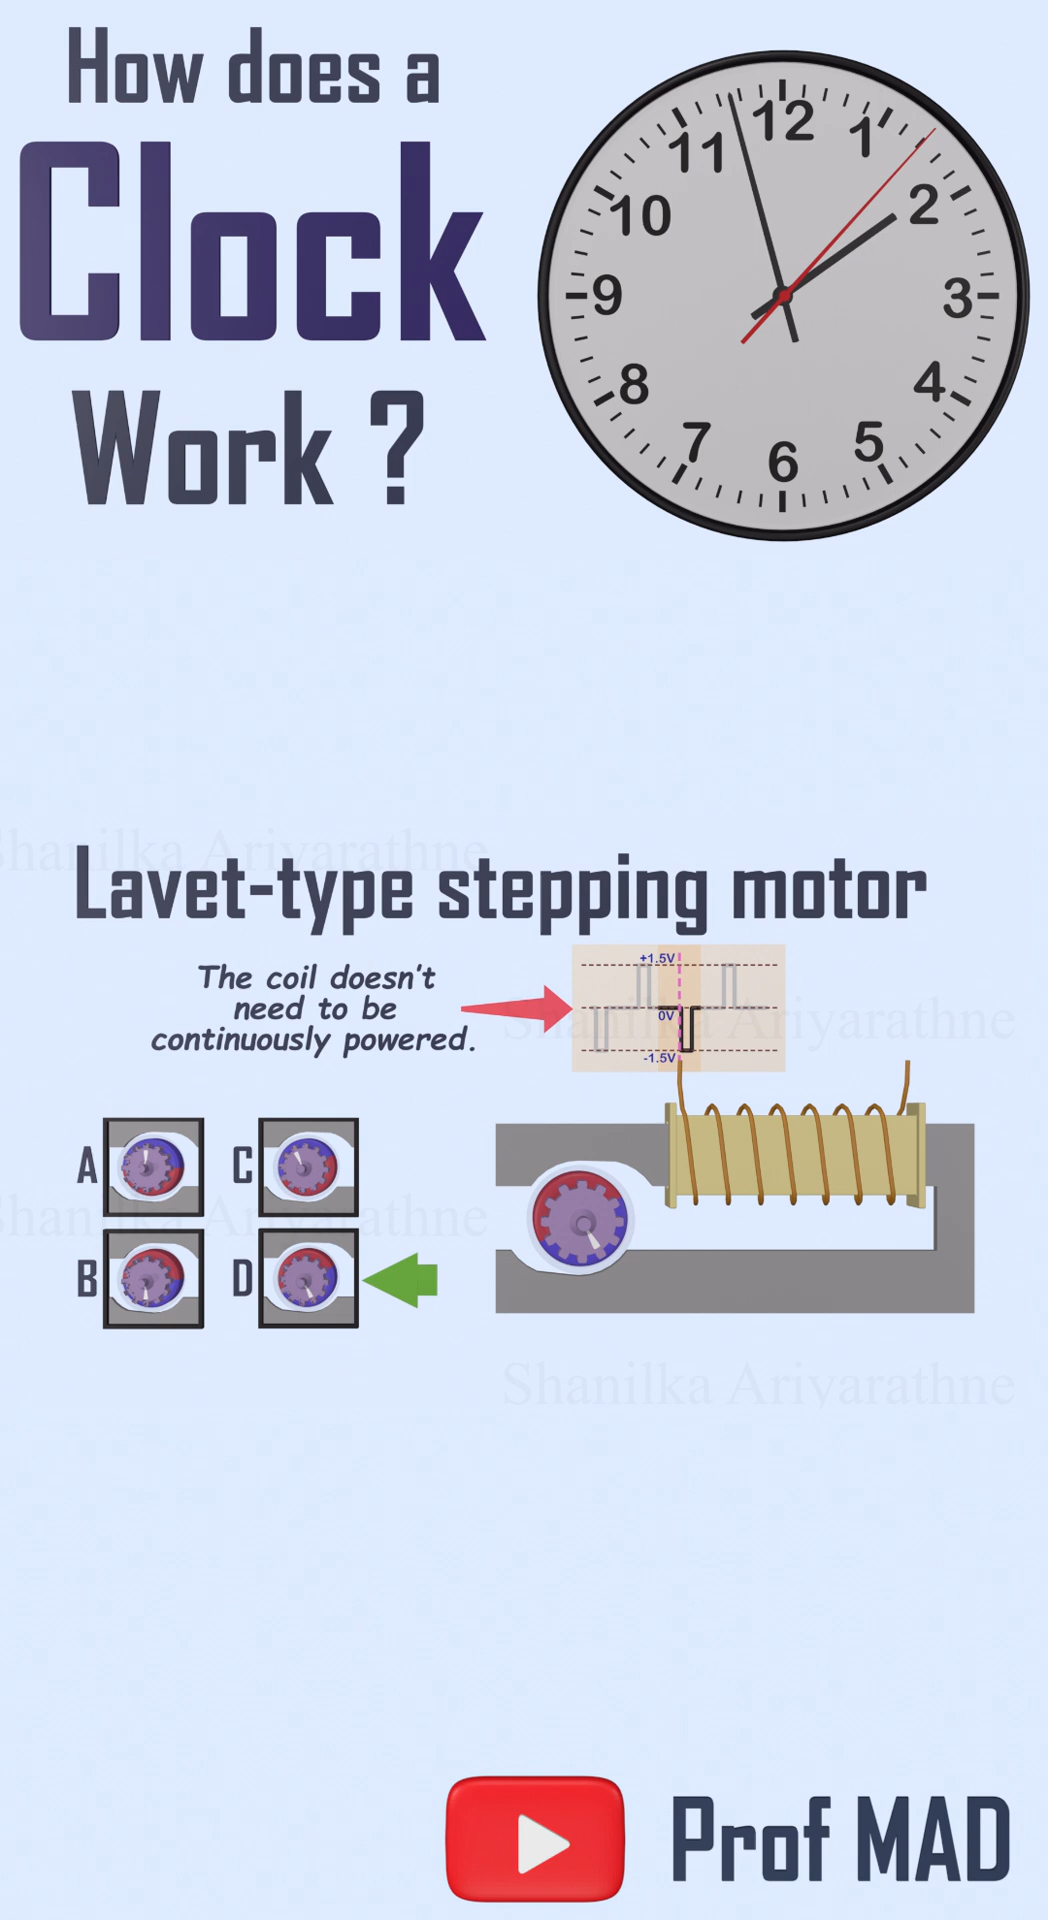 How does a
Clock
Work ?
12
1
2
3
4
5
6
7
8
9
10
11
Shanilka Ariyarathne
Lavet-type stepping motor
The coil doesn't
need to be
continuously powered.
+1.5V
0V
-1.5V
Shanilka Ariyarathne
A
C
Shanilka Ariyarathne
B
D
Shanilka Ariyarathne
Prof MAD